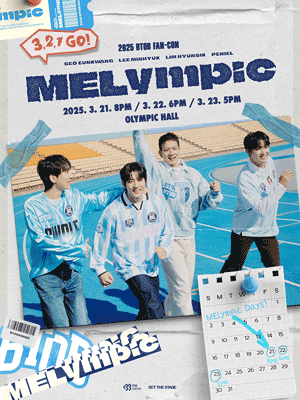 3, 2, 1 GO!
2025 BTOB FAN-CON
SEO EUNKWANG LEE MINHYUK LIM HYUNSIK PENIEL
MELympic
2025. 3. 21. 8PM / 3. 22. 6PM / 3. 23. 5PM
OLYMPIC HALL
S M T W T F S
1
2 3 4 5 6 7 8
MELympic Days!
9 10 11 12 13 14 15
16 17 18 19 20 21 22
23 24 25 26 27 28 29
30 31
BTOB
MELympic
SET THE STAGE